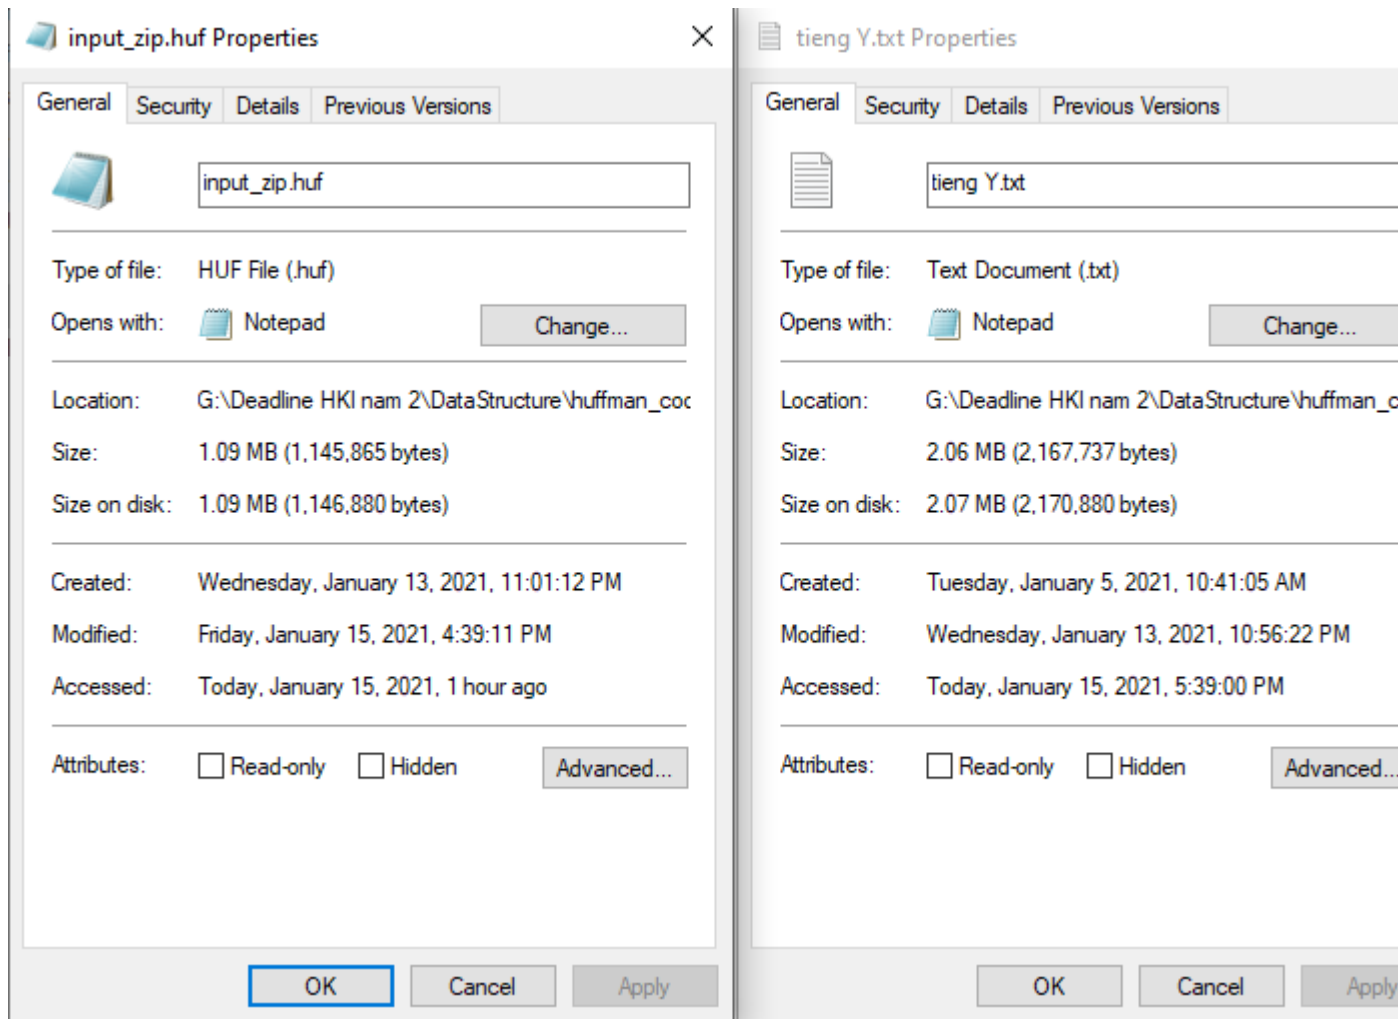 input_zip.huf Properties
General Security Details Previous Versions
input_zip.huf
Type of file: HUF File (.huf)
Opens with: Notepad Change...
Location: G:\Deadline HKI nam 2\DataStructure\huffman_coc
Size: 1.09 MB (1,145,865 bytes)
Size on disk: 1.09 MB (1,146,880 bytes)
Created: Wednesday, January 13, 2021, 11:01:12 PM
Modified: Friday, January 15, 2021, 4:39:11 PM
Accessed: Today, January 15, 2021, 1 hour ago
Attributes: Read-only Hidden Advanced...
OK Cancel Apply
tieng Y.txt Properties
General Security Details Previous Versions
tieng Y.txt
Type of file: Text Document (.txt)
Opens with: Notepad Change...
Location: G:\Deadline HKI nam 2\DataStructure\huffman_c
Size: 2.06 MB (2,167,737 bytes)
Size on disk: 2.07 MB (2,170,880 bytes)
Created: Tuesday, January 5, 2021, 10:41:05 AM
Modified: Wednesday, January 13, 2021, 10:56:22 PM
Accessed: Today, January 15, 2021, 5:39:00 PM
Attributes: Read-only Hidden Advanced...
OK Cancel Apply